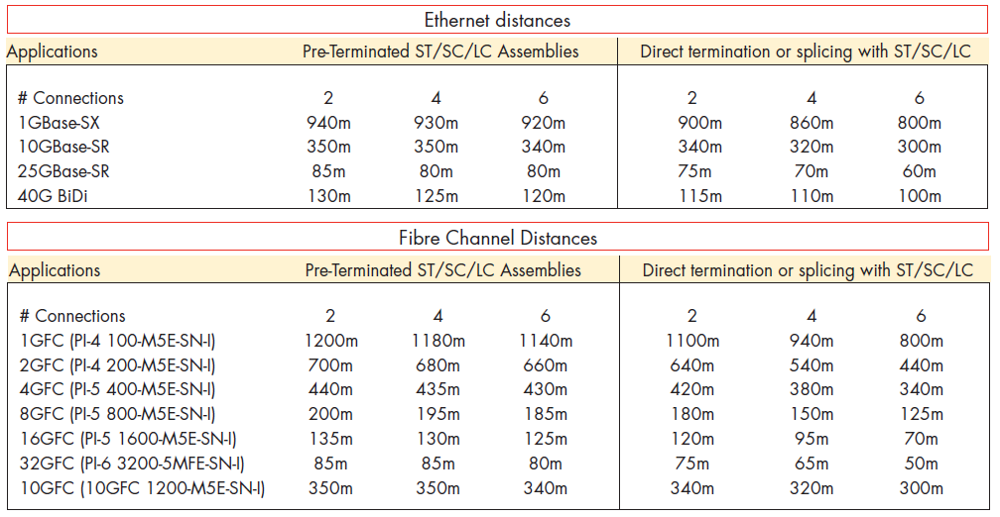 Ethernet distances
Applications Pre-Terminated ST/SC/LC Assemblies Direct termination or splicing with ST/SC/LC
# Connections 2 4 6 2 4 6
1GBase-SX 940m 930m 920m 900m 860m 800m
10GBase-SR 350m 350m 340m 340m 320m 300m
25GBase-SR 85m 80m 80m 75m 70m 60m
40G BiDi 130m 125m 120m 115m 110m 100m
Fibre Channel Distances
Applications Pre-Terminated ST/SC/LC Assemblies Direct termination or splicing with ST/SC/LC
# Connections 2 4 6 2 4 6
1GFC (PI-4 100-M5E-SN-I) 1200m 1180m 1140m 1100m 940m 800m
2GFC (PI-4 200-M5E-SN-I) 700m 680m 660m 640m 540m 440m
4GFC (PI-5 400-M5E-SN-I) 440m 435m 430m 420m 380m 340m
8GFC (PI-5 800-M5E-SN-I) 200m 195m 185m 180m 150m 125m
16GFC (PI-5 1600-M5E-SN-I) 135m 130m 125m 120m 95m 70m
32GFC (PI-6 3200-5MFE-SN-I) 85m 85m 80m 75m 65m 50m
10GFC (10GFC 1200-M5E-SN-I) 350m 350m 340m 340m 320m 300m